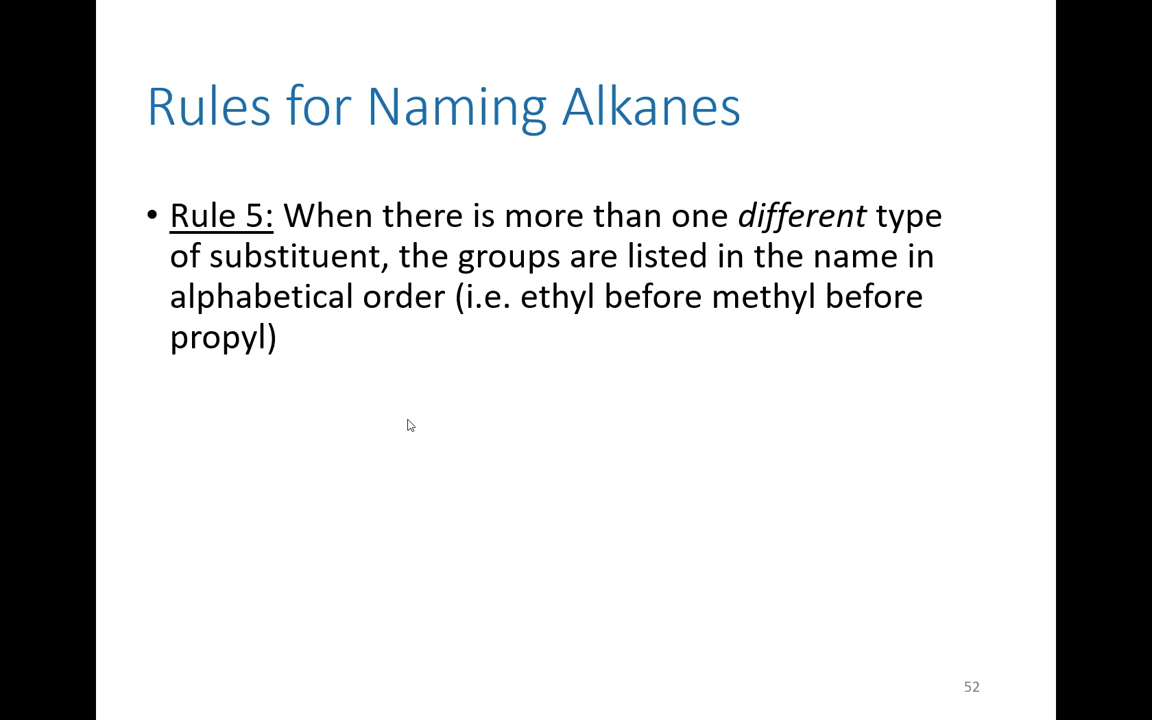 Rules for Naming Alkanes
• Rule 5: When there is more than one different type
of substituent, the groups are listed in the name in
alphabetical order (i.e. ethyl before methyl before
propyl)
52